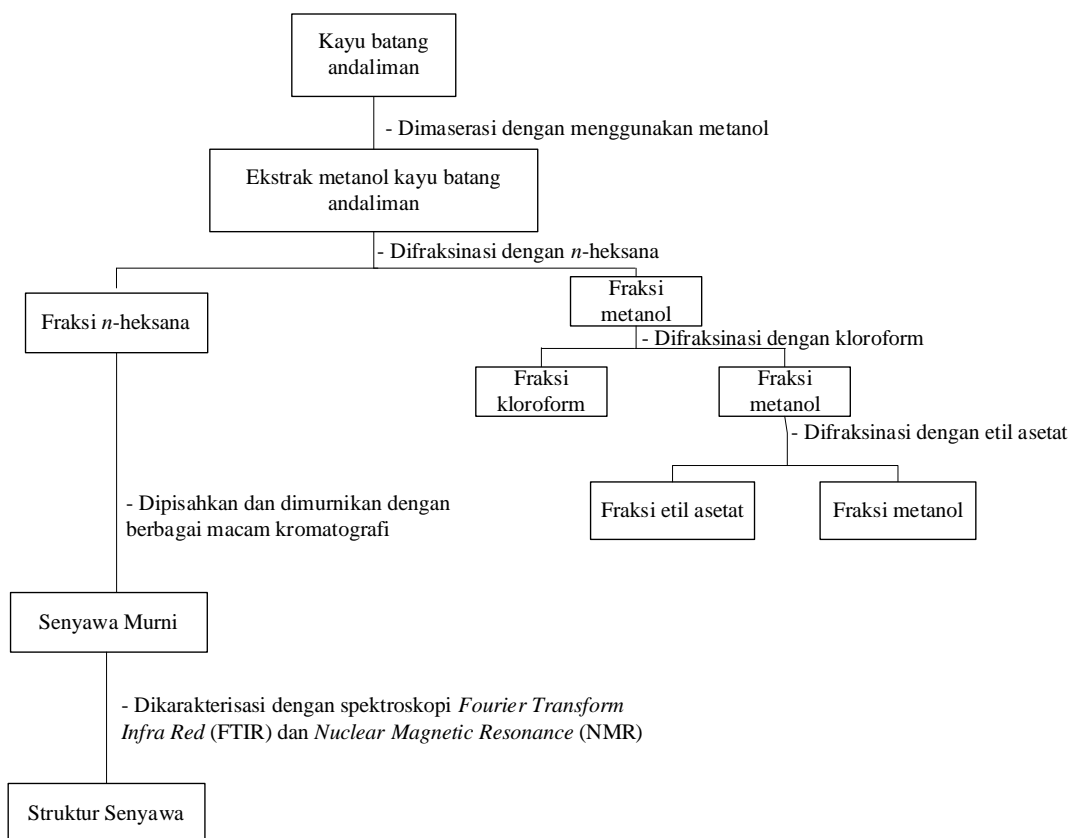 Kayu batang
andaliman
- Dimaserasi dengan menggunakan metanol
Ekstrak metanol kayu batang
andaliman
- Difraksinasi dengan n-heksana
Fraksi n-heksana
Fraksi
metanol
- Difraksinasi dengan kloroform
Fraksi
kloroform
Fraksi
metanol
- Difraksinasi dengan etil asetat
Fraksi etil asetat
Fraksi metanol
- Dipisahkan dan dimurnikan dengan
berbagai macam kromatografi
Senyawa Murni
- Dikarakterisasi dengan spektroskopi Fourier Transform
Infra Red (FTIR) dan Nuclear Magnetic Resonance (NMR)
Struktur Senyawa